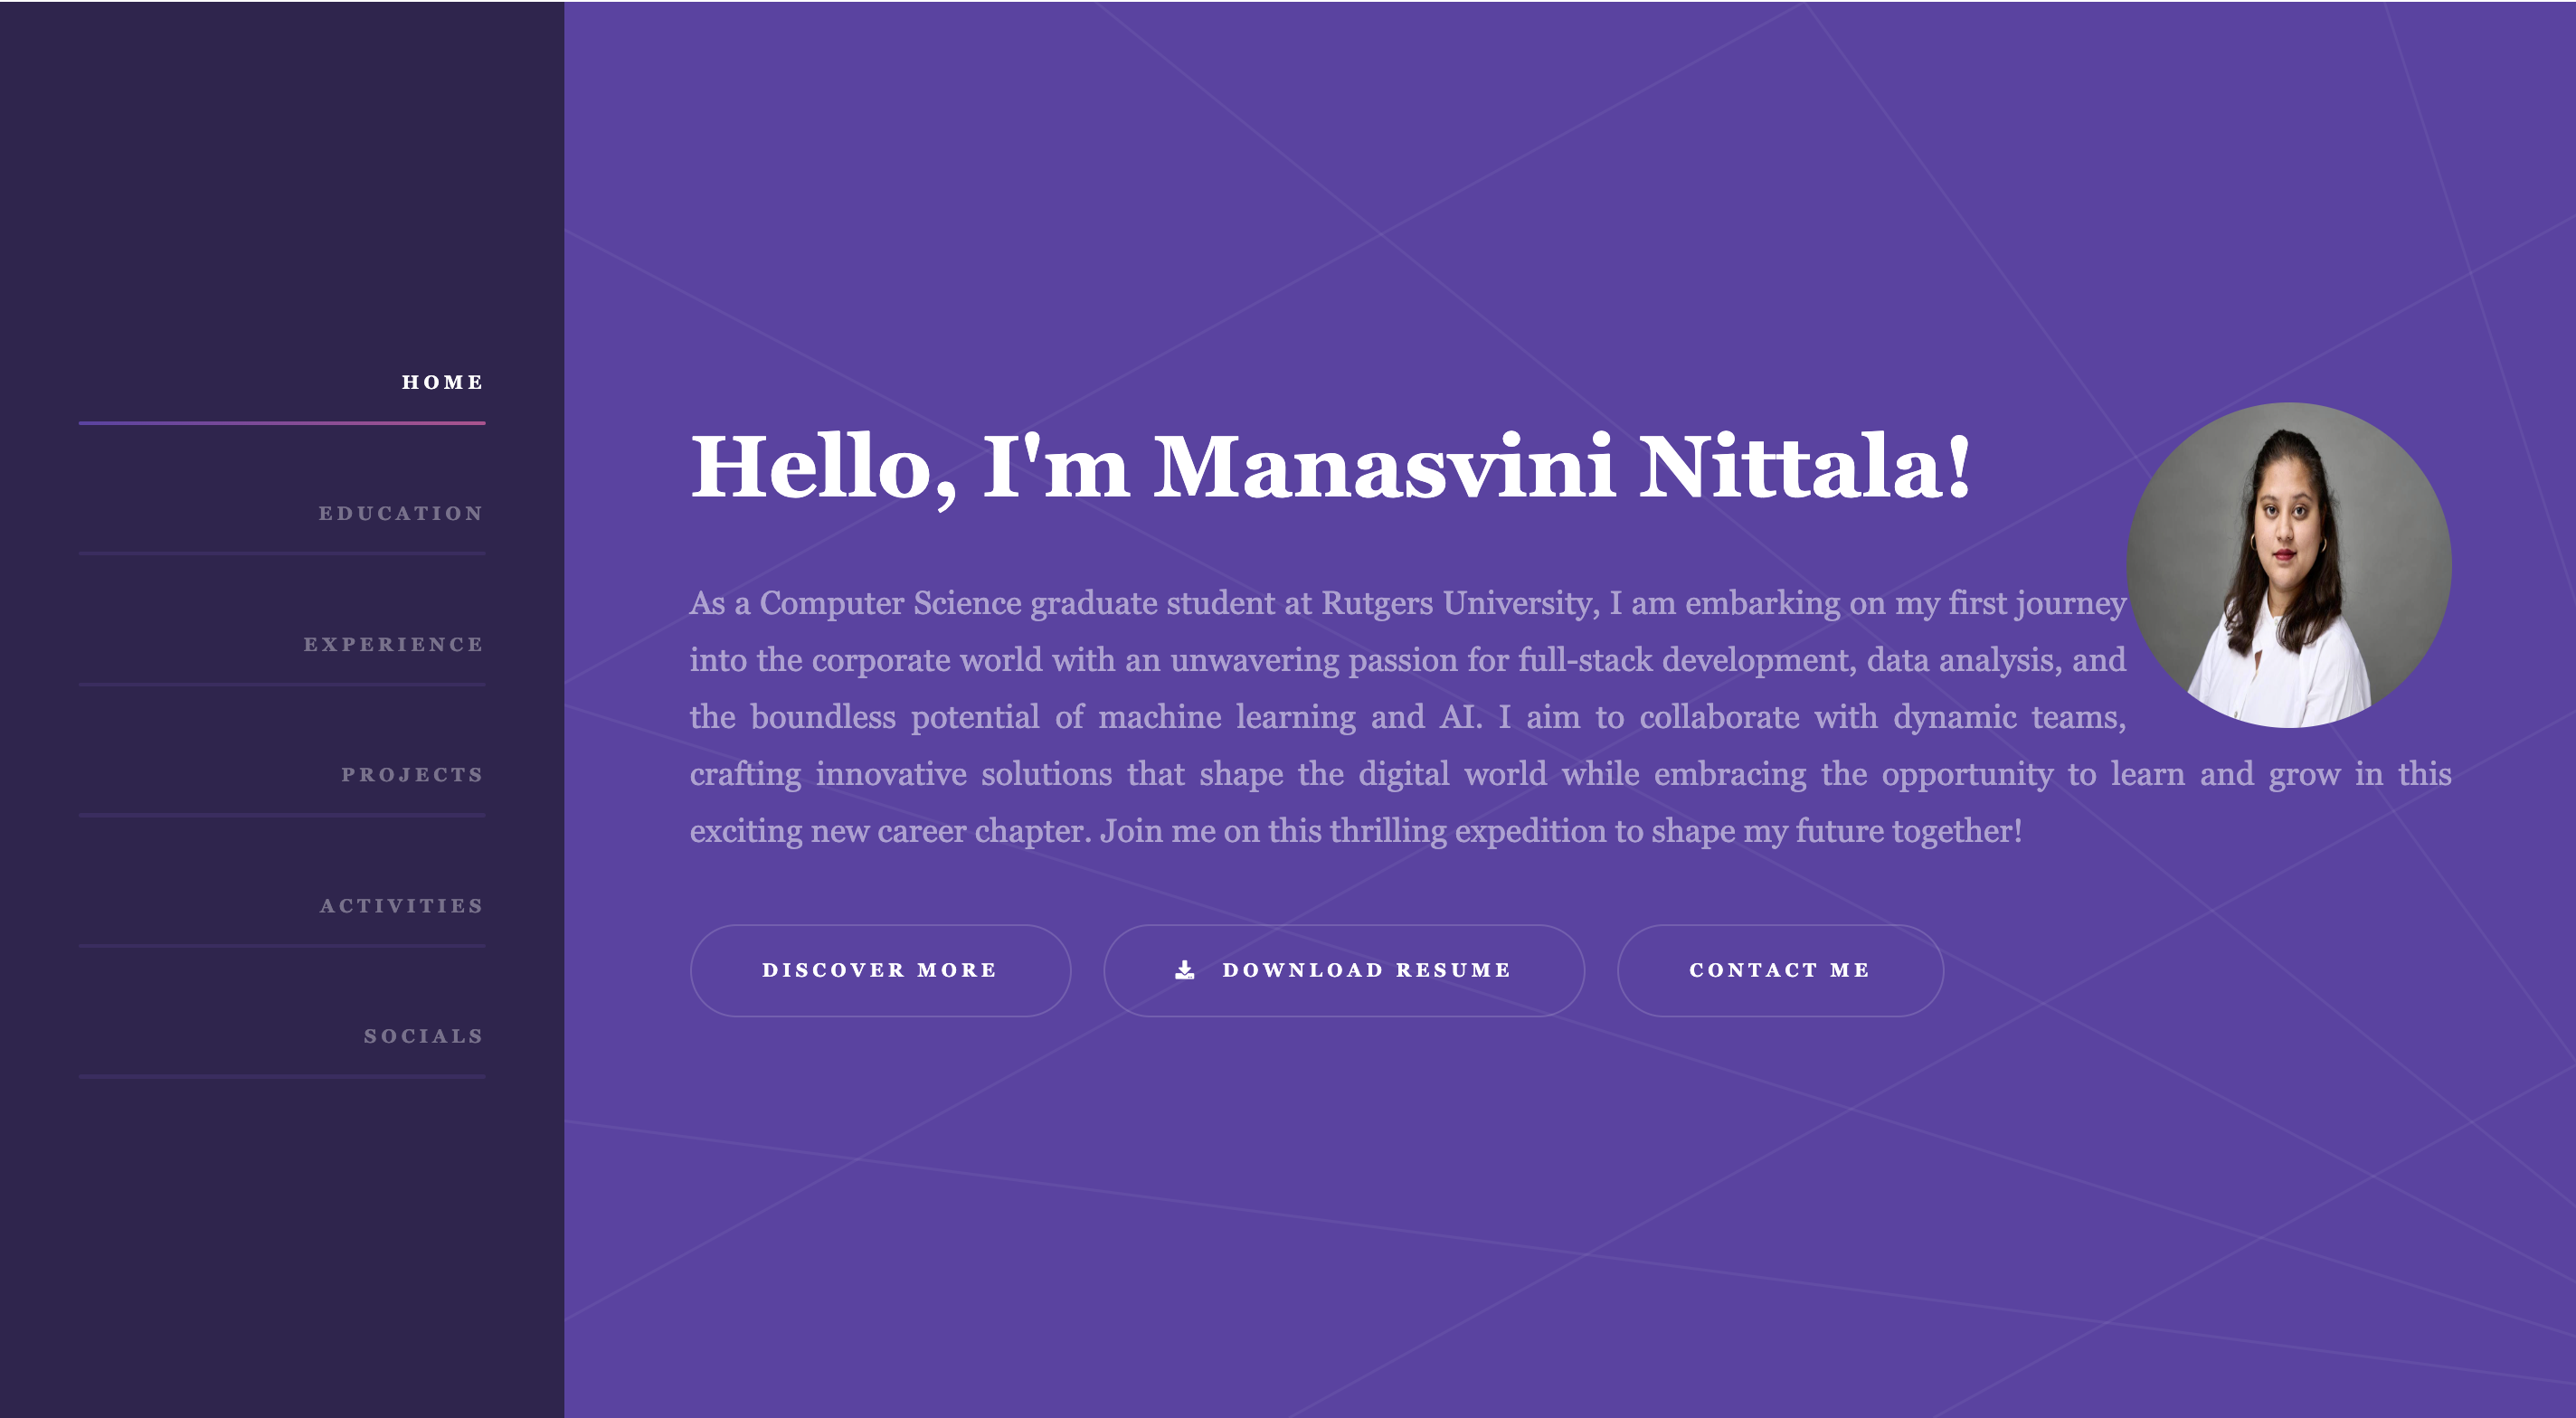 HOME
EDUCATION
EXPERIENCE
PROJECTS
ACTIVITIES
SOCIALS
Hello, I'm Manasvini Nittala!
As a Computer Science graduate student at Rutgers University, I am embarking on my first journey
into the corporate world with an unwavering passion for full-stack development, data analysis, and
the boundless potential of machine learning and AI. I aim to collaborate with dynamic teams,
crafting innovative solutions that shape the digital world while embracing the opportunity to learn and grow in this
exciting new career chapter. Join me on this thrilling expedition to shape my future together!
DISCOVER MORE
DOWNLOAD RESUME
CONTACT ME